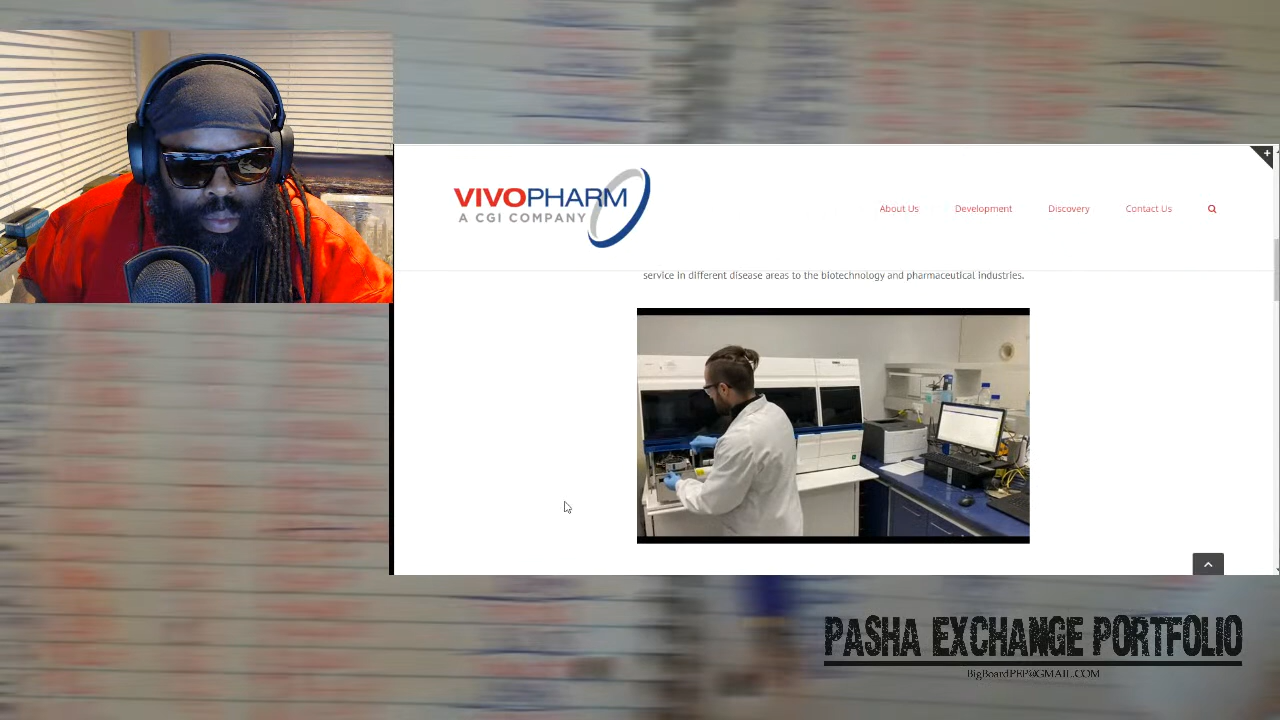 VIVOPHARM
A CGI COMPANY
About Us
Development
Discovery
Contact Us
service in different disease areas to the biotechnology and pharmaceutical industries.
PASHA EXCHANGE PORTFOLIO
BigBoardPEP@GMAIL.COM